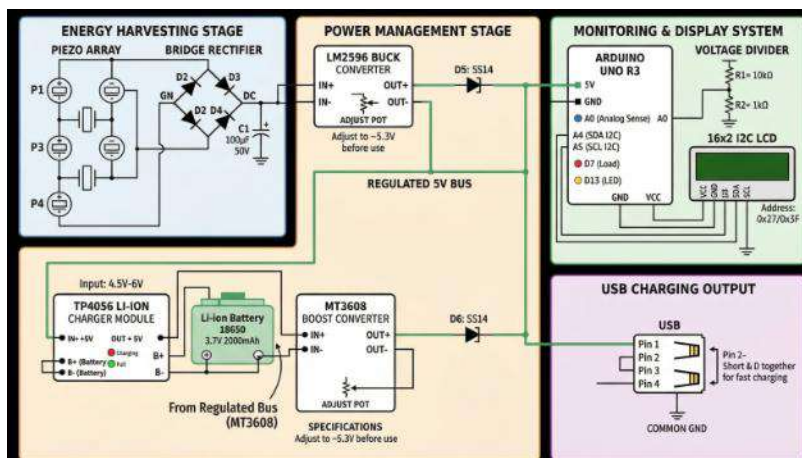 ENERGY HARVESTING STAGE
PIEZO ARRAY
BRIDGE RECTIFIER
P1
P3
P4
D2
D3
D2
D4
GN
DC
C1
100μF
50V
POWER MANAGEMENT STAGE
LM2596 BUCK
CONVERTER
IN+
IN-
OUT+
OUT-
ADJUST POT
Adjust to ~5.3V
before use
D5: SS14
REGULATED 5V BUS
MONITORING & DISPLAY SYSTEM
ARDUINO
UNO R3
5V
GND
A0 (Analog Sense)
A0
A4 (SDA I2C)
A5 (SCL I2C)
D7 (Load)
D13 (LED)
GND
VCC
VOLTAGE DIVIDER
R1= 10kΩ
R2= 1kΩ
16x2 I2C LCD
VCC
GND
SDA
SCL
Address:
0x27/0x3F
Input: 4.5V-6V
TP4056 LI-ION
CHARGER MODULE
IN+ +5V
OUT + 5V
Charging
Full
B+ (Battery
B- (Battery)
B+
B-
Li-ion Battery
18650
3.7V 2000mAh
From Regulated Bus
(MT3608)
MT3608
BOOST CONVERTER
IN+
IN-
OUT+
OUT-
ADJUST POT
SPECIFICATIONS
Adjust to ~5.3V before use
D6: SS14
USB CHARGING OUTPUT
USB
Pin 1
Pin 2
Pin 3
Pin 4
Pin 2–
Short & D together
for fast charging
COMMON GND